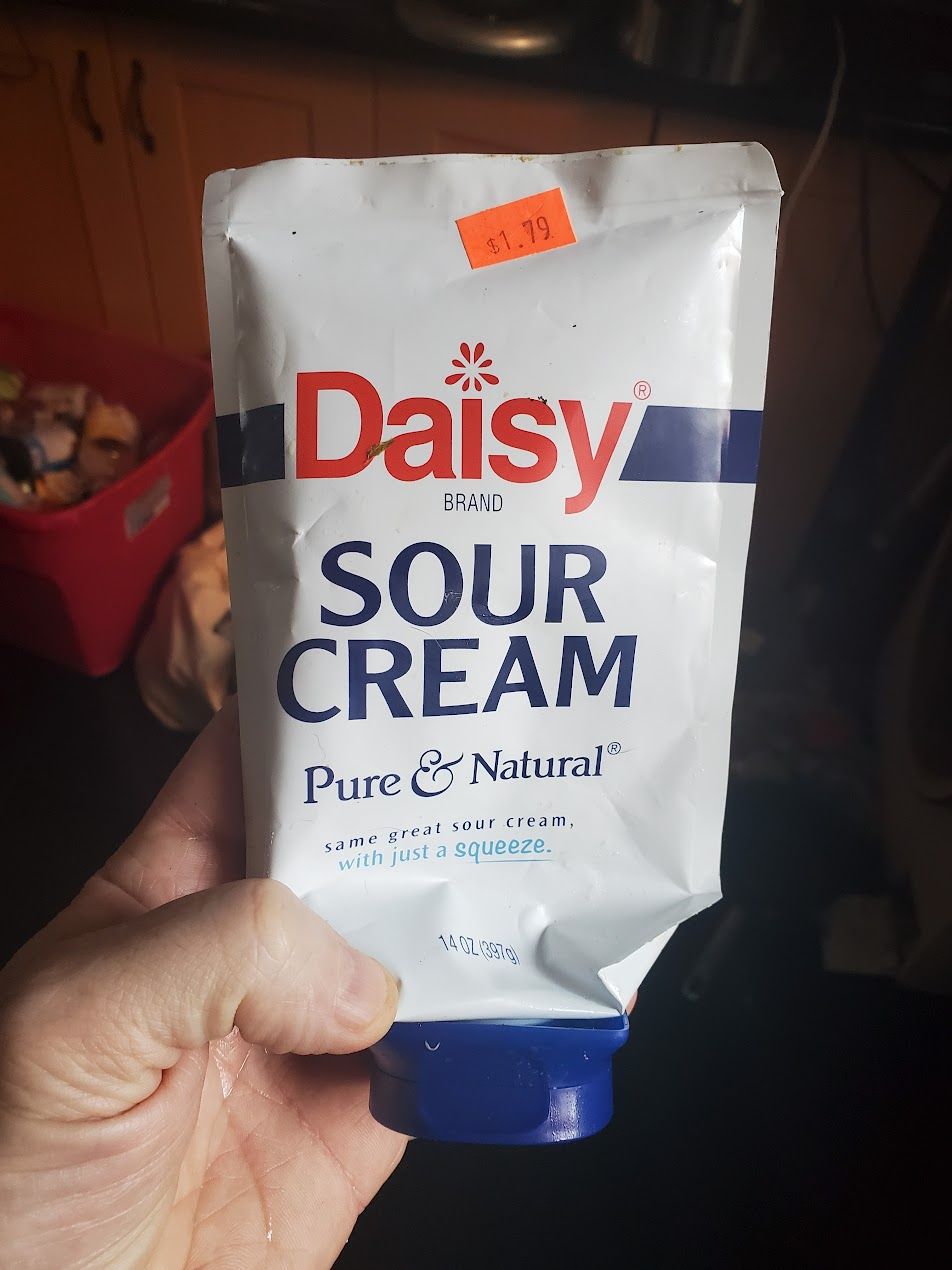 $1.79
Daisy®
BRAND
SOUR
CREAM
Pure & Natural®
same great sour cream,
with just a squeeze.
14 OZ (397g)